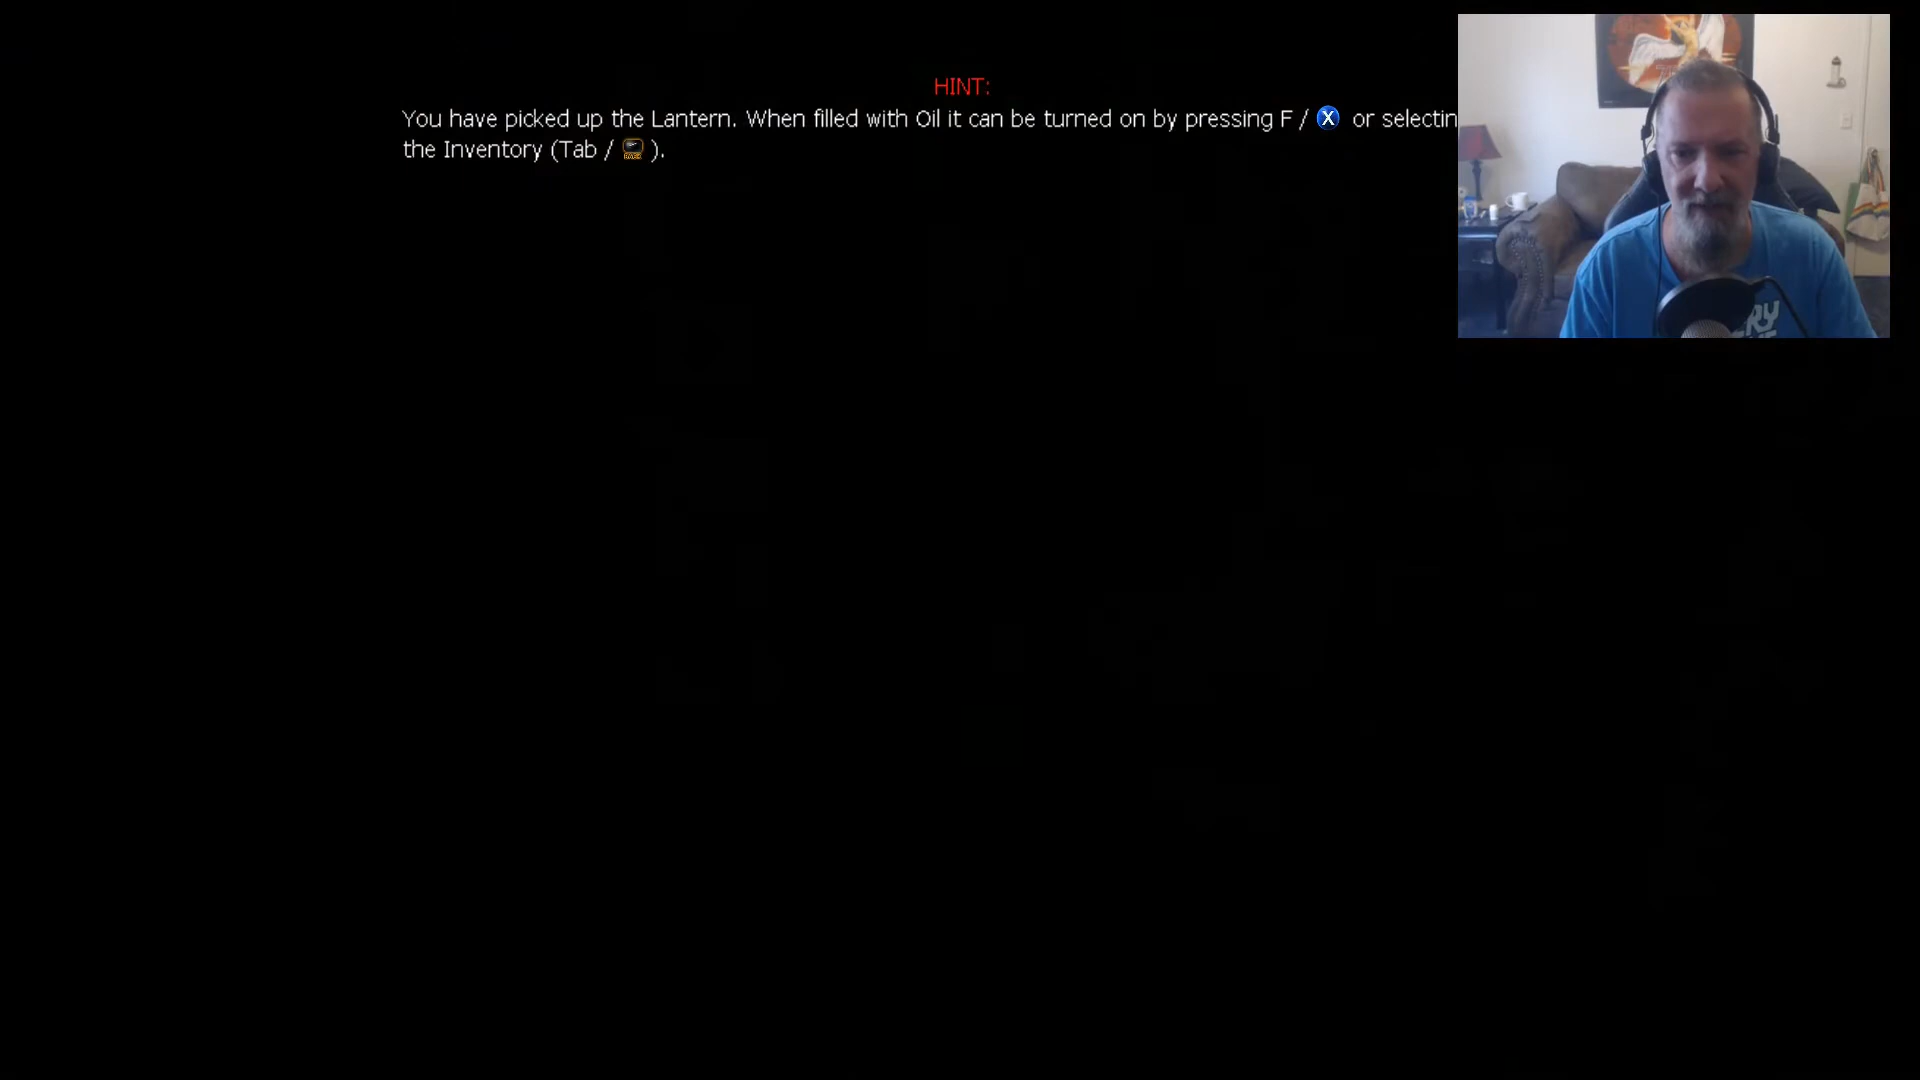 HINT:
You have picked up the Lantern. When filled with Oil it can be turned on by pressing F / X or
the Inventory (Tab / BACK ).